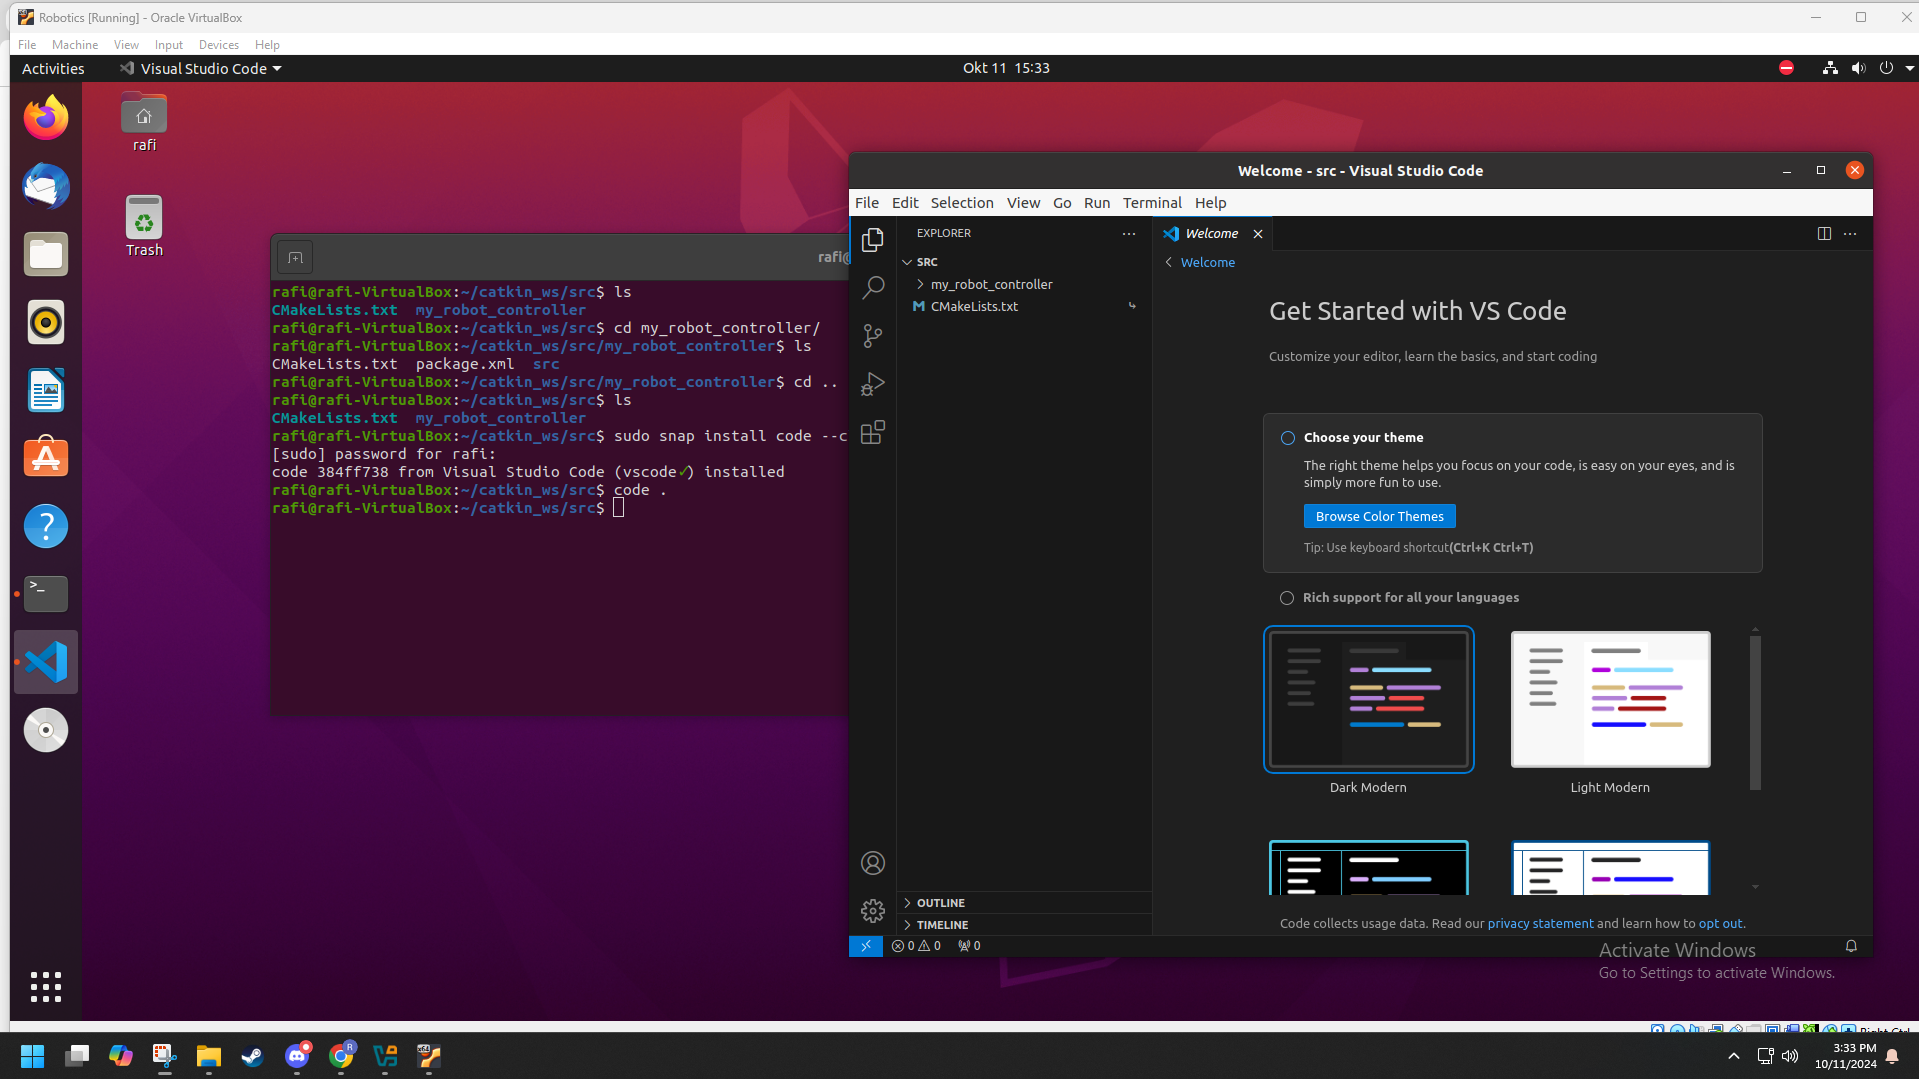 Robotics [Running] - Oracle VirtualBox
File Machine View Input Devices Help
Activities Visual Studio Code Okt 11 15:33
rafi
Trash
rafi@
rafi@rafi-VirtualBox:~/catkin_ws/src$ ls
CMakeLists.txt my_robot_controller
rafi@rafi-VirtualBox:~/catkin_ws/src$ cd my_robot_controller/
rafi@rafi-VirtualBox:~/catkin_ws/src/my_robot_controller$ ls
CMakeLists.txt package.xml src
rafi@rafi-VirtualBox:~/catkin_ws/src/my_robot_controller$ cd ..
rafi@rafi-VirtualBox:~/catkin_ws/src$ ls
CMakeLists.txt my_robot_controller
rafi@rafi-VirtualBox:~/catkin_ws/src$ sudo snap install code --c
[sudo] password for rafi:
code 384ff738 from Visual Studio Code (vscode✓) installed
rafi@rafi-VirtualBox:~/catkin_ws/src$ code .
rafi@rafi-VirtualBox:~/catkin_ws/src$
Welcome - src - Visual Studio Code
File Edit Selection View Go Run Terminal Help
EXPLORER
SRC
my_robot_controller
CMakeLists.txt
OUTLINE
TIMELINE
Welcome
Welcome
Get Started with VS Code
Customize your editor, learn the basics, and start coding
Choose your theme
The right theme helps you focus on your code, is easy on your eyes, and is
simply more fun to use.
Browse Color Themes
Tip: Use keyboard shortcut(Ctrl+K Ctrl+T)
Rich support for all your languages
Dark Modern Light Modern
Code collects usage data. Read our privacy statement and learn how to opt out.
0 0 0
Activate Windows
Go to Settings to activate Windows.
Right Ctrl
3:33 PM
10/11/2024